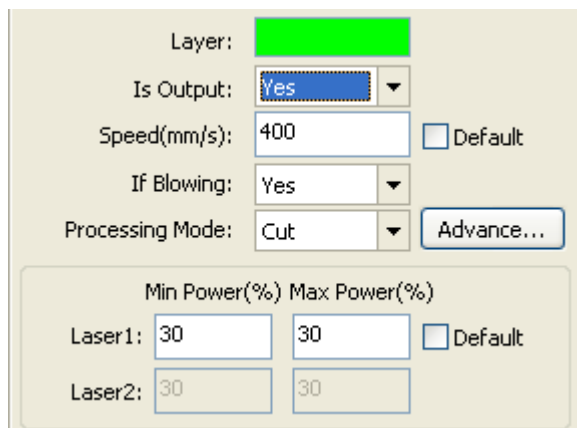 Layer:
Is Output: Yes
Speed(mm/s): 400 Default
If Blowing: Yes
Processing Mode: Cut Advance...
Min Power(%) Max Power(%)
Laser1: 30 30 Default
Laser2: 30 30